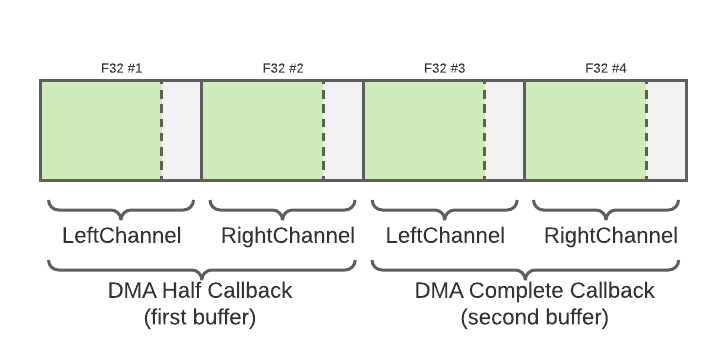 F32 #1
F32 #2
F32 #3
F32 #4
LeftChannel
RightChannel
LeftChannel
RightChannel
DMA Half Callback
(first buffer)
DMA Complete Callback
(second buffer)